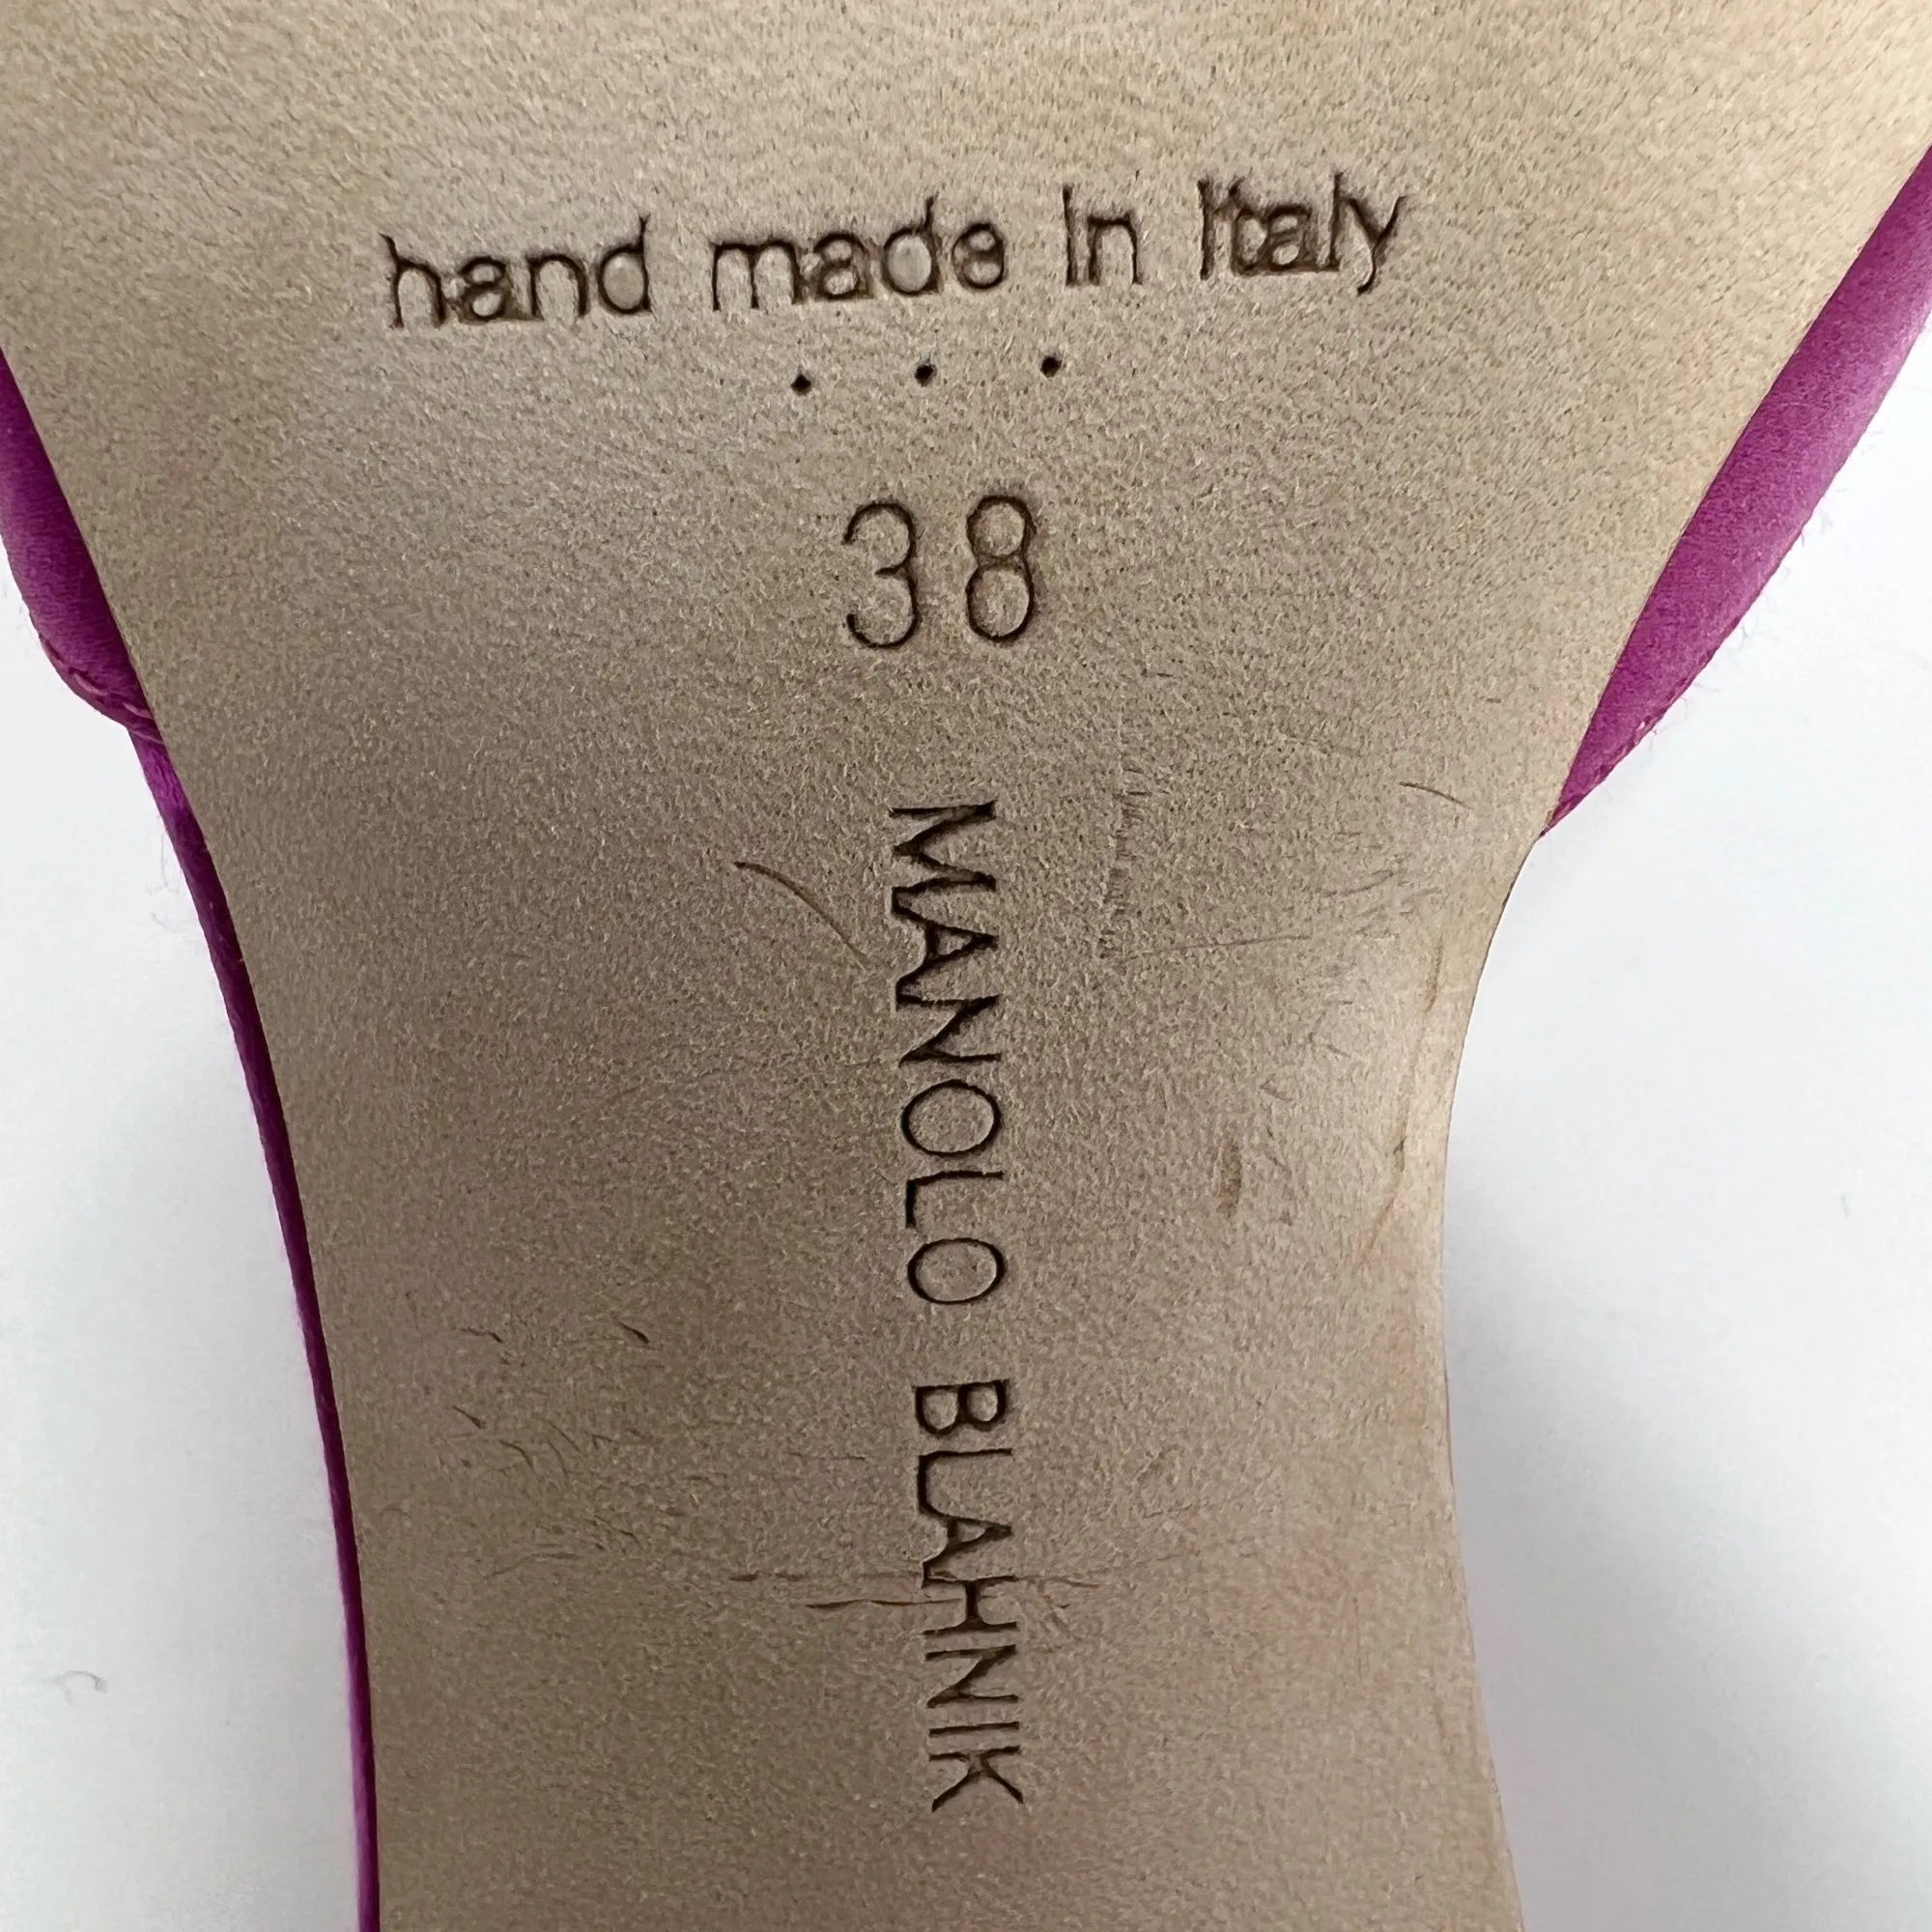 hand made in Italy
. . .
38
MANOLO BLAHNIK